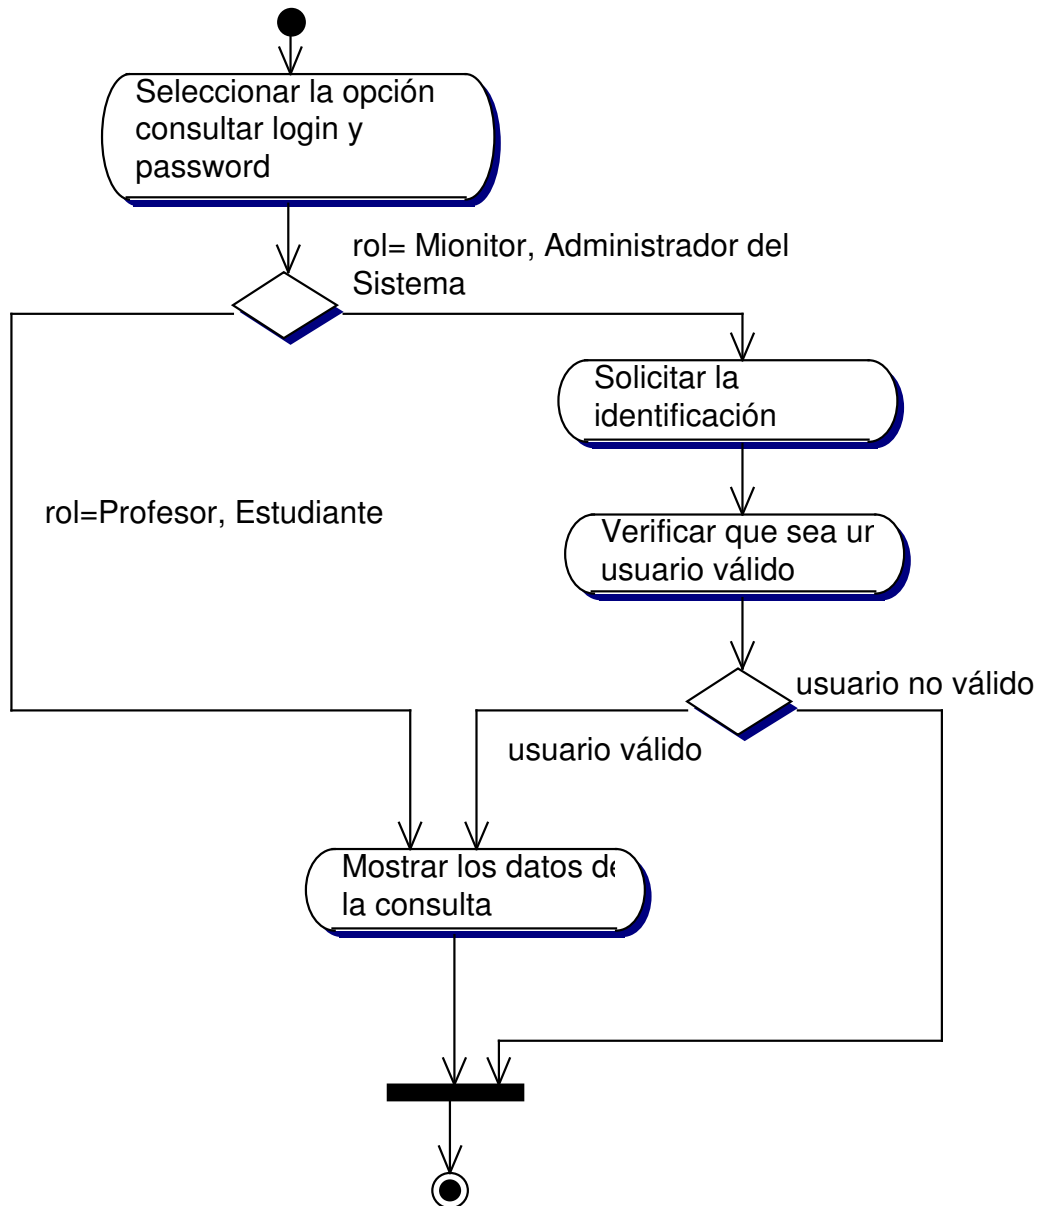 Seleccionar la opción
consultar login y
password
rol= Mionitor, Administrador del
Sistema
Solicitar la
identificación
rol=Profesor, Estudiante
Verificar que sea un
usuario válido
usuario no válido
usuario válido
Mostrar los datos de
la consulta